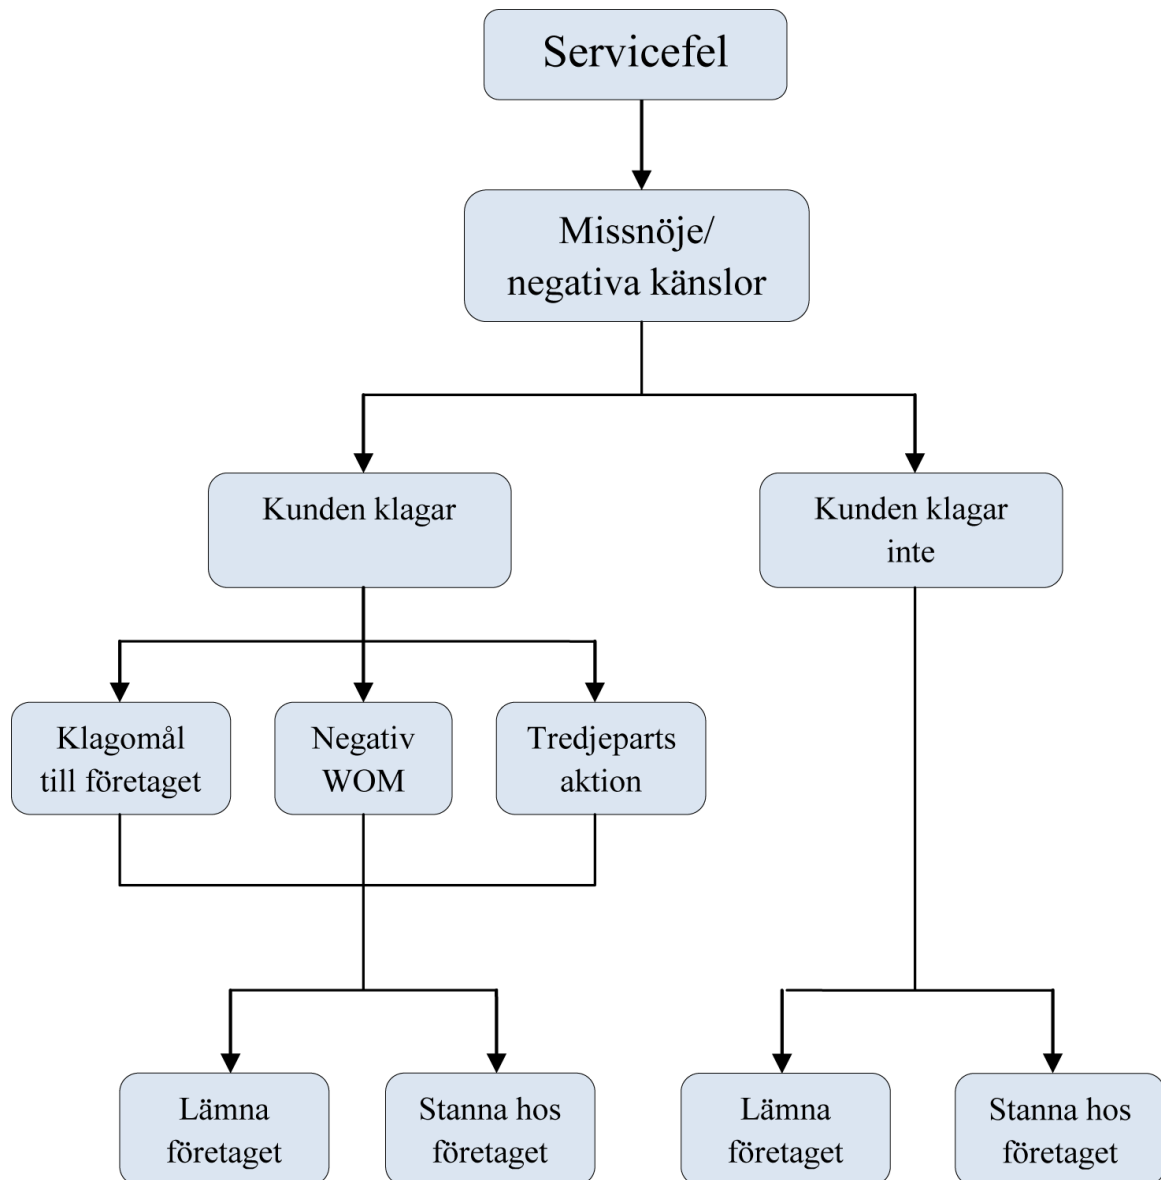 Servicefel
Missnöje/
negativa känslor
Kunden klagar
Kunden klagar
inte
Klagomål
till företaget
Negativ
WOM
Tredjeparts
aktion
Lämna
företaget
Stanna hos
företaget
Lämna
företaget
Stanna hos
företaget